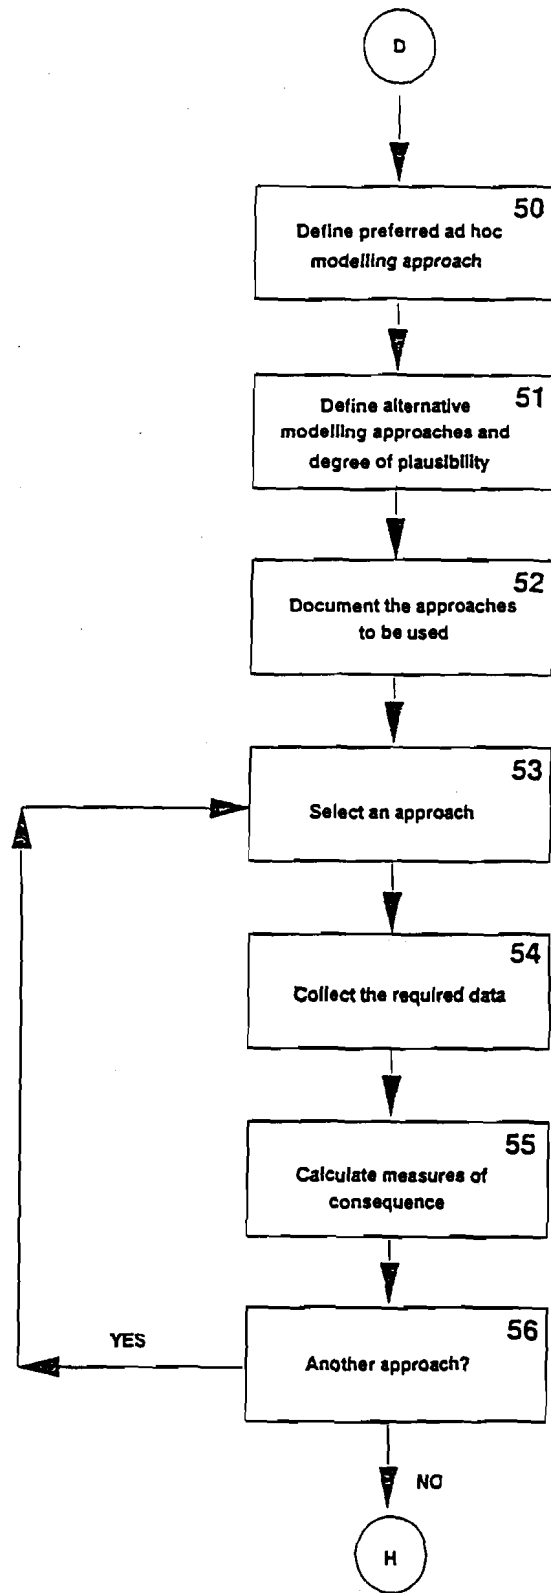 D
50
Define preferred ad hoc
modelling approach
51
Define alternative
modelling approaches and
degree of plausibility
52
Document the approaches
to be used
53
Select an approach
54
Collect the required data
55
Calculate measures of
consequence
56
Another approach?
YES
NO
H